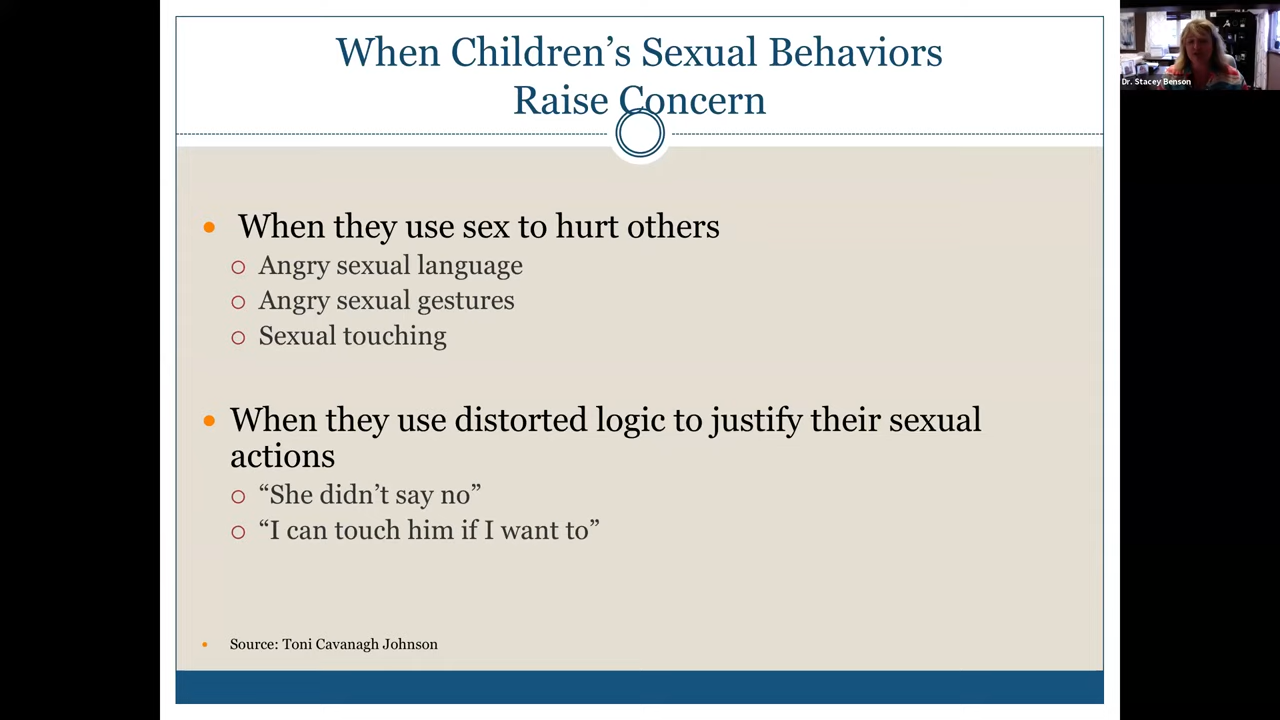 When Children’s Sexual Behaviors
Raise Concern
Dr. Stacey Benson
• When they use sex to hurt others
○ Angry sexual language
○ Angry sexual gestures
○ Sexual touching
• When they use distorted logic to justify their sexual
actions
○ “She didn’t say no”
○ “I can touch him if I want to”
• Source: Toni Cavanagh Johnson